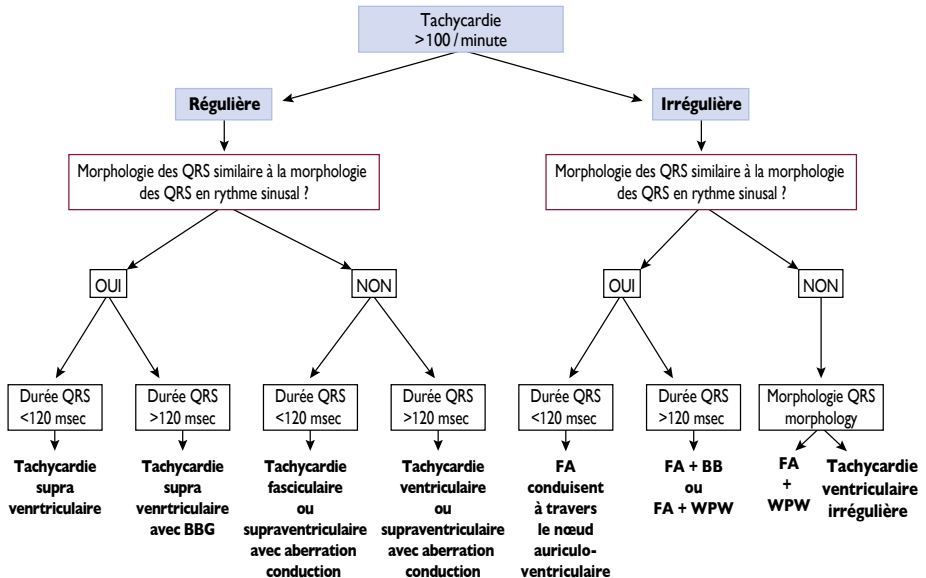 Tachycardie
>100 / minute
Régulière
Irrégulière
Morphologie des QRS similaire à la morphologie
des QRS en rythme sinusal ?
Morphologie des QRS similaire à la morphologie
des QRS en rythme sinusal ?
OUI
NON
OUI
NON
Durée QRS
<120 msec
Durée QRS
>120 msec
Durée QRS
<120 msec
Durée QRS
>120 msec
Durée QRS
<120 msec
Durée QRS
>120 msec
Morphologie QRS
morphology
Tachycardie
supra
venrtriculaire
Tachycardie
supra
venrtriculaire
avec BBG
Tachycardie
fasciculaire
ou
supraventriculaire
avec aberration
conduction
Tachycardie
ventriculaire
ou
supraventriculaire
avec aberration
conduction
FA
conduisent
à travers
le nœud
auriculo-
ventriculaire
FA + BB
ou
FA + WPW
FA
+
WPW
Tachycardie
ventriculaire
irrégulière